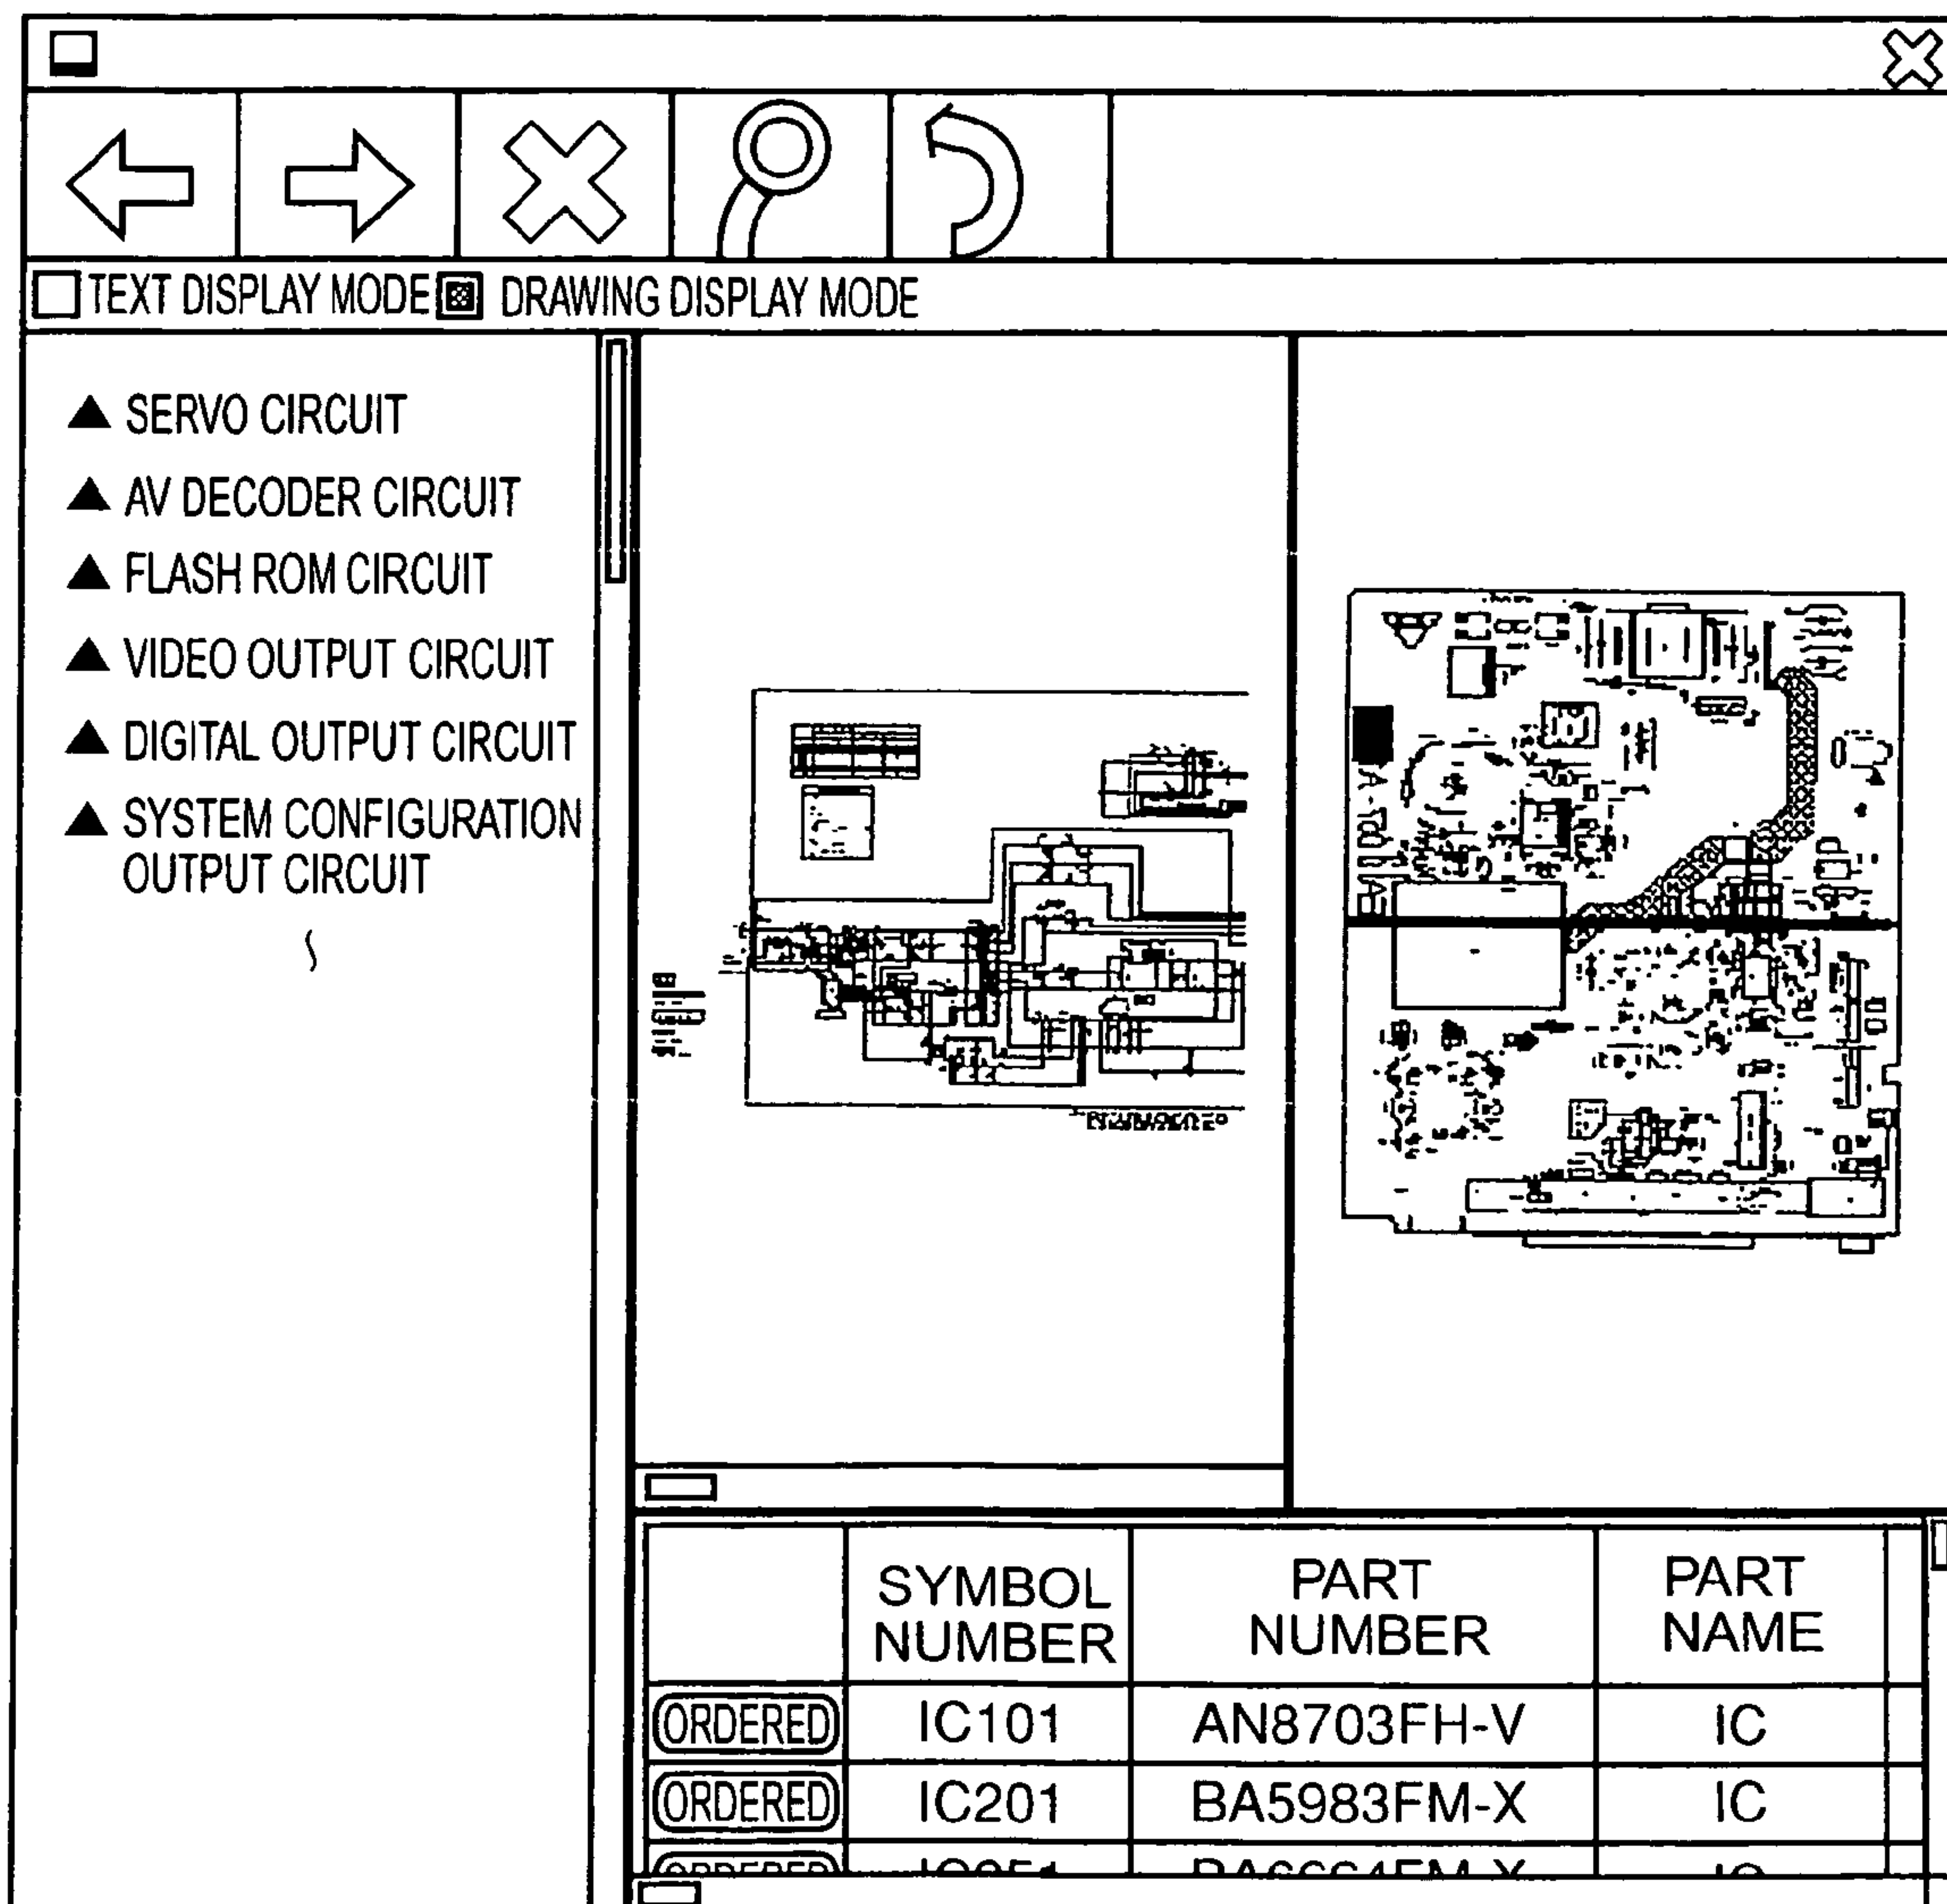 TEXT DISPLAY MODE DRAWING DISPLAY MODE
SERVO CIRCUIT
AV DECODER CIRCUIT
FLASH ROM CIRCUIT
VIDEO OUTPUT CIRCUIT
DIGITAL OUTPUT CIRCUIT
SYSTEM CONFIGURATION
OUTPUT CIRCUIT
SYMBOL NUMBER PART NUMBER PART NAME
ORDERED IC101 AN8703FH-V IC
ORDERED IC201 BA5983FM-X IC
ORDERED